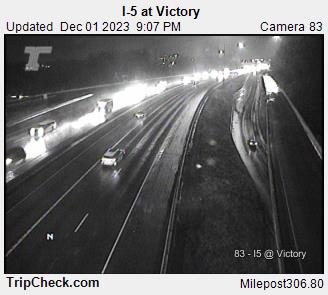 I-5 at Victory
Updated Dec 01 2023 9:07 PM Camera 83
T
N
83 - I5 @ Victory
TripCheck.com Milepost306.80